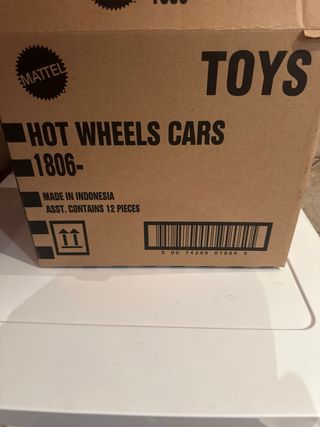 MATTEL
TOYS
HOT WHEELS CARS
1806-
MADE IN INDONESIA
ASST. CONTAINS 12 PIECES